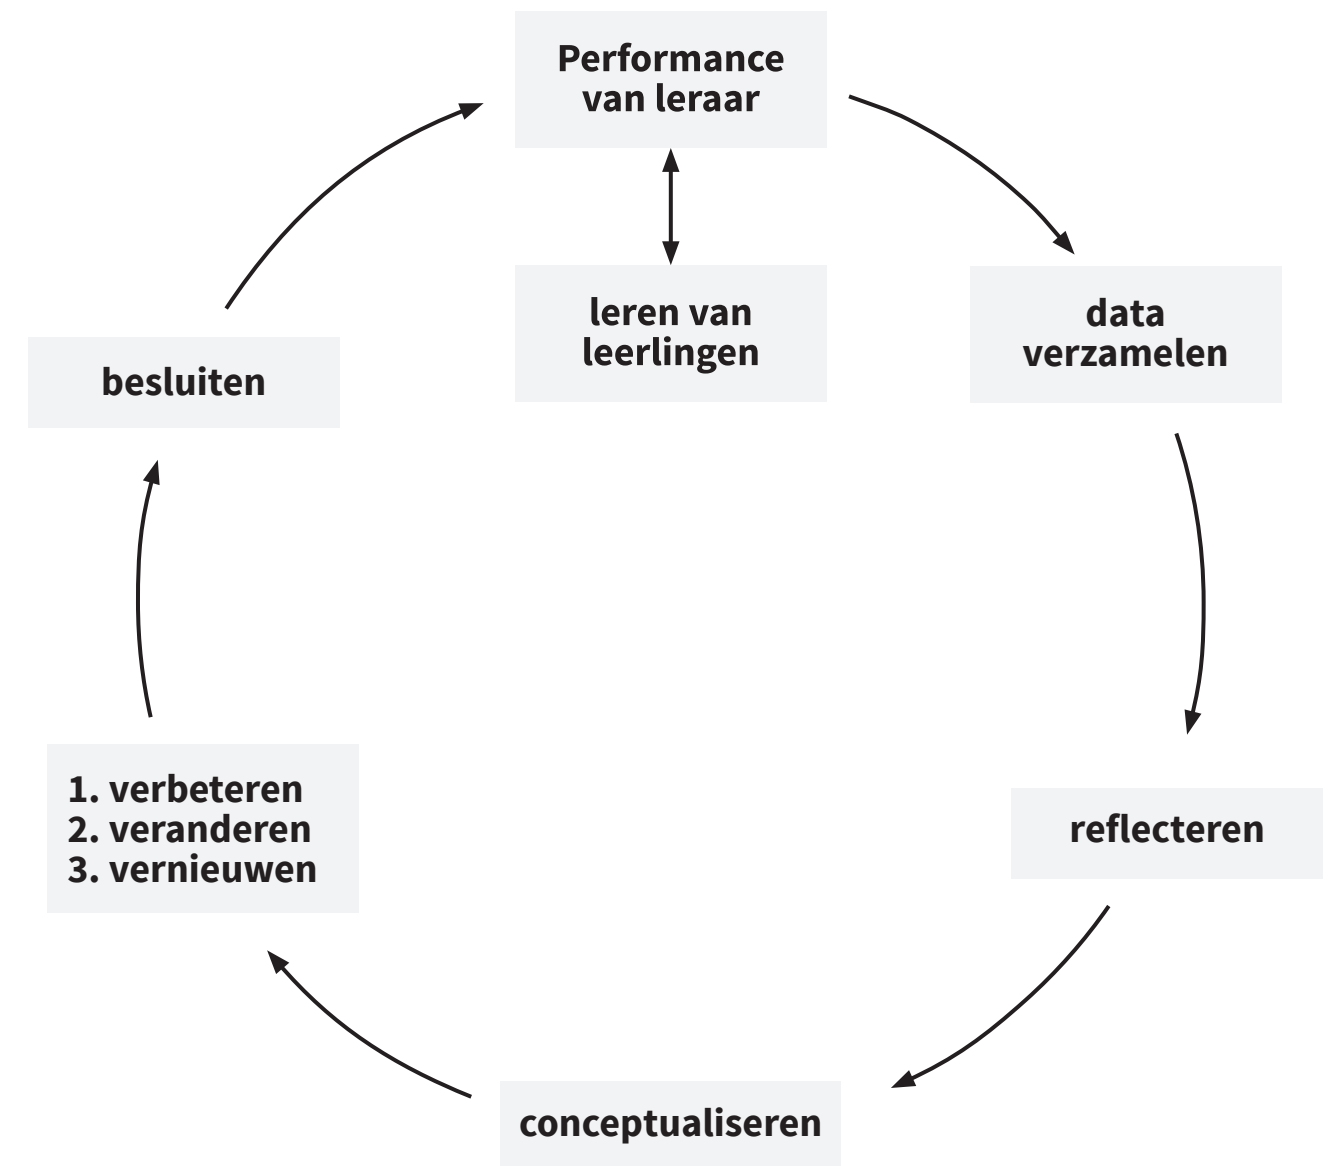 Performance
van leraar
leren van
leerlingen
data
verzamelen
besluiten
1. verbeteren
2. veranderen
3. vernieuwen
reflecteren
conceptualiseren